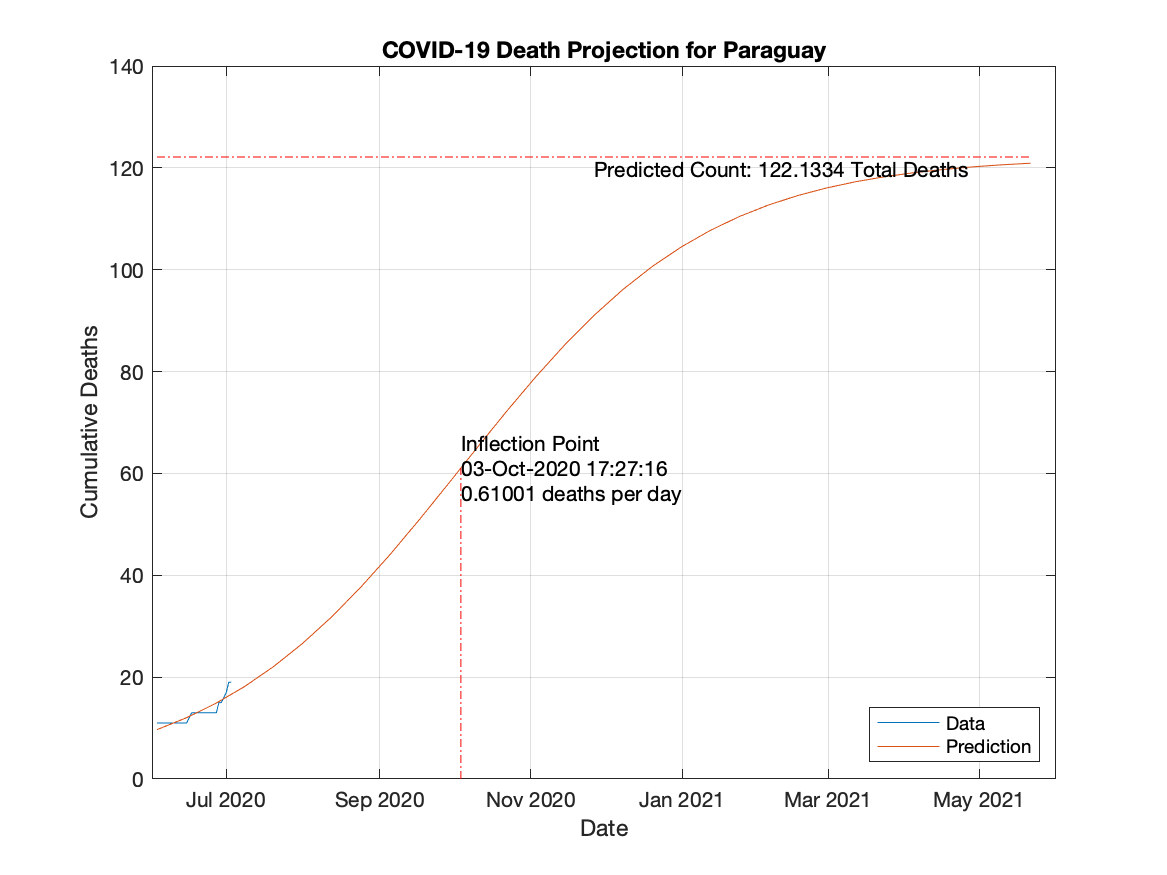 COVID-19 Death Projection for Paraguay
140
120
100
80
60
40
20
0
Cumulative Deaths
Predicted Count: 122.1334 Total Deaths
Inflection Point
03-Oct-2020 17:27:16
0.61001 deaths per day
Data
Prediction
Jul 2020 Sep 2020 Nov 2020 Jan 2021 Mar 2021 May 2021
Date